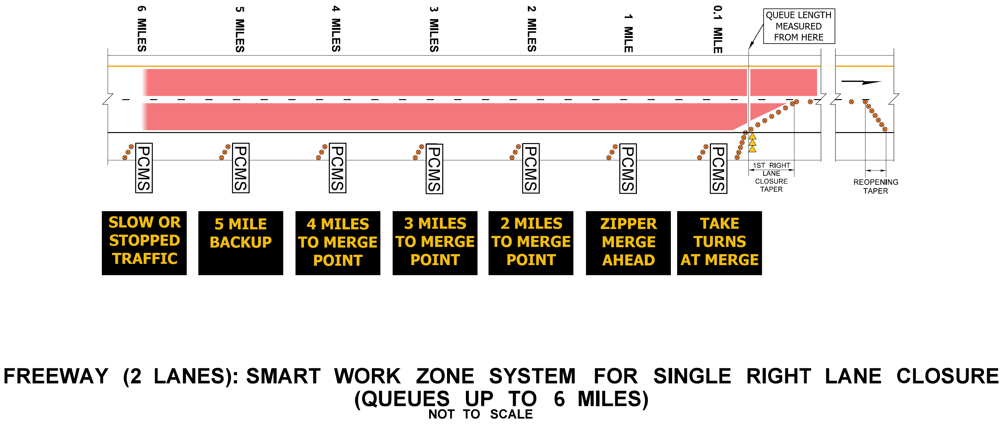 6 MILES
5 MILES
4 MILES
3 MILES
2 MILES
1 MILE
0.1 MILE
QUEUE LENGTH
MEASURED
FROM HERE
PCMS
PCMS
PCMS
PCMS
PCMS
PCMS
PCMS
1ST RIGHT
LANE
CLOSURE
TAPER
REOPENING
TAPER
SLOW OR
STOPPED
TRAFFIC
5 MILE
BACKUP
4 MILES
TO MERGE
POINT
3 MILES
TO MERGE
POINT
2 MILES
TO MERGE
POINT
ZIPPER
MERGE
AHEAD
TAKE
TURNS
AT MERGE
FREEWAY (2 LANES): SMART WORK ZONE SYSTEM FOR SINGLE RIGHT LANE CLOSURE
(QUEUES UP TO 6 MILES)
NOT TO SCALE